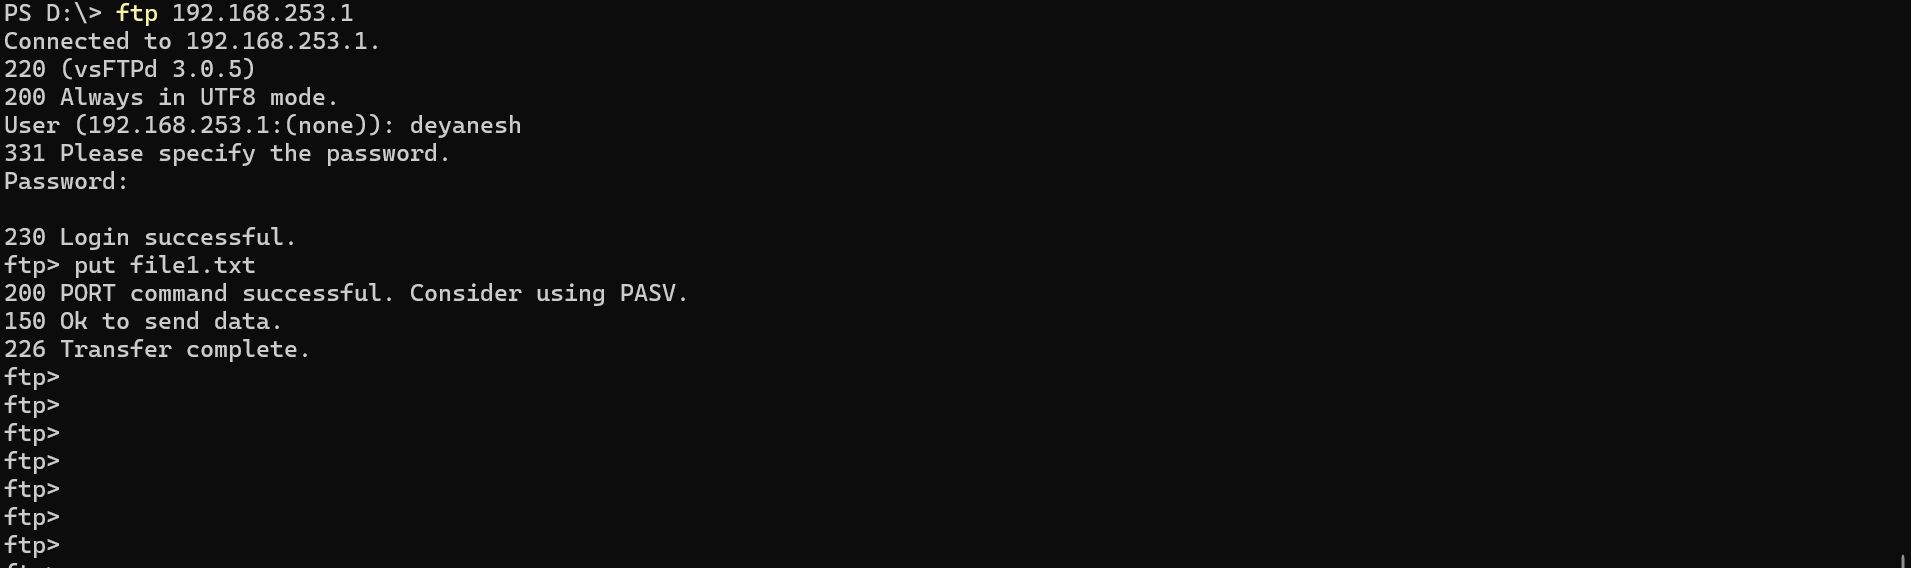 PS D:\> ftp 192.168.253.1
Connected to 192.168.253.1.
220 (vsFTPd 3.0.5)
200 Always in UTF8 mode.
User (192.168.253.1:(none)): deyanesh
331 Please specify the password.
Password:
230 Login successful.
ftp> put file1.txt
200 PORT command successful. Consider using PASV.
150 Ok to send data.
226 Transfer complete.
ftp>
ftp>
ftp>
ftp>
ftp>
ftp>
ftp>